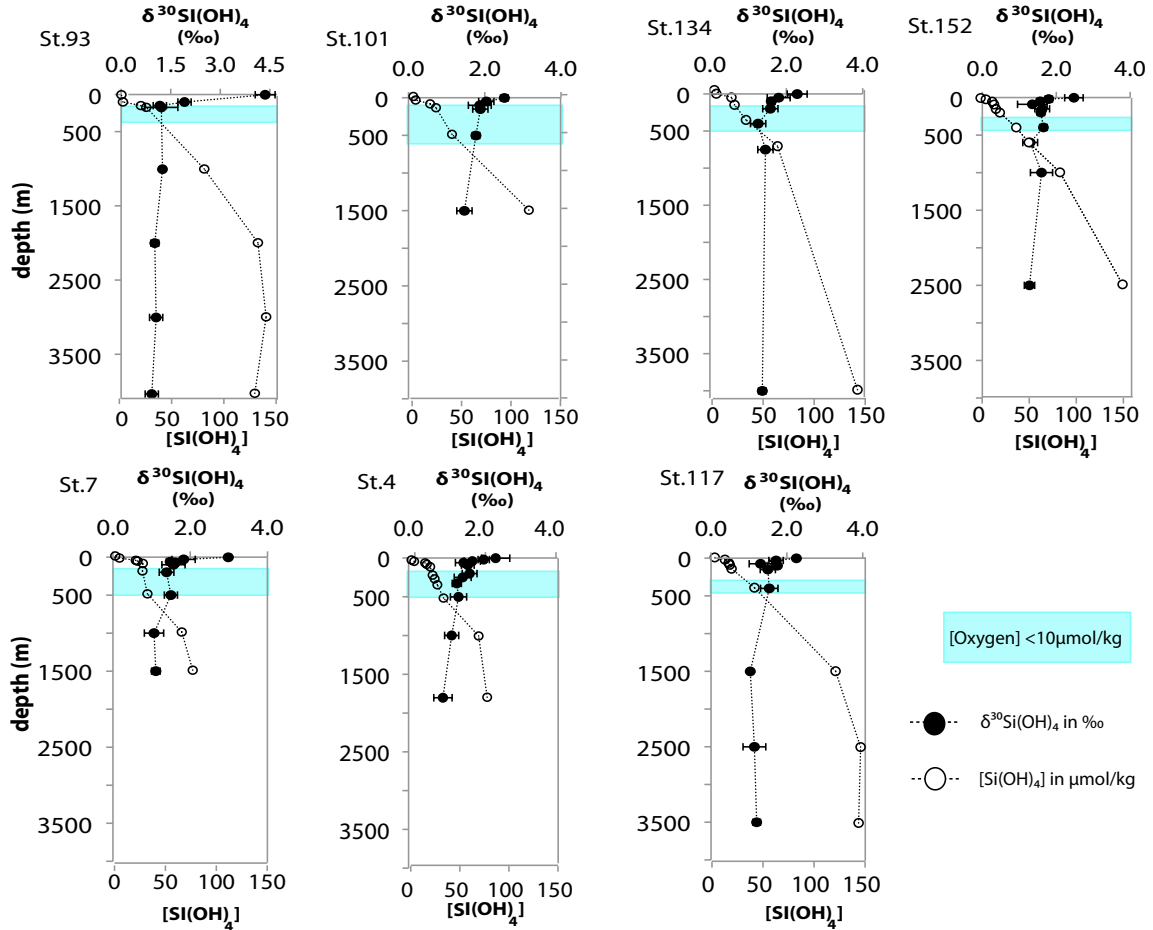 St.93
δ³⁰SI(OH)₄
(‰)
0.0 1.5 3.0 4.5
0
500
1500
2500
3500
depth (m)
0 50 100 150
[SI(OH)₄]
St.101
δ³⁰SI(OH)₄
(‰)
0.0 2.0 4.0
0
500
1500
2500
3500
0 50 100 150
[SI(OH)₄]
St.134
δ³⁰SI(OH)₄
(‰)
0.0 2.0 4.0
0
500
1500
2500
3500
0 50 100 150
[SI(OH)₄]
St.152
δ³⁰SI(OH)₄
(‰)
0.0 2.0 4.0
0
500
1500
2500
3500
0 50 100 150
[SI(OH)₄]
St.7
δ³⁰SI(OH)₄
(‰)
0.0 2.0 4.0
0
500
1500
2500
3500
depth (m)
0 50 100 150
[SI(OH)₄]
St.4
δ³⁰SI(OH)₄
(‰)
0.0 2.0 4.0
0
500
1500
2500
3500
0 50 100 150
[SI(OH)₄]
St.117
δ³⁰SI(OH)₄
(‰)
0.0 2.0 4.0
0
500
1500
2500
3500
0 50 100 150
[SI(OH)₄]
[Oxygen] <10μmol/kg
δ³⁰Si(OH)₄ in ‰
[Si(OH)₄] in μmol/kg